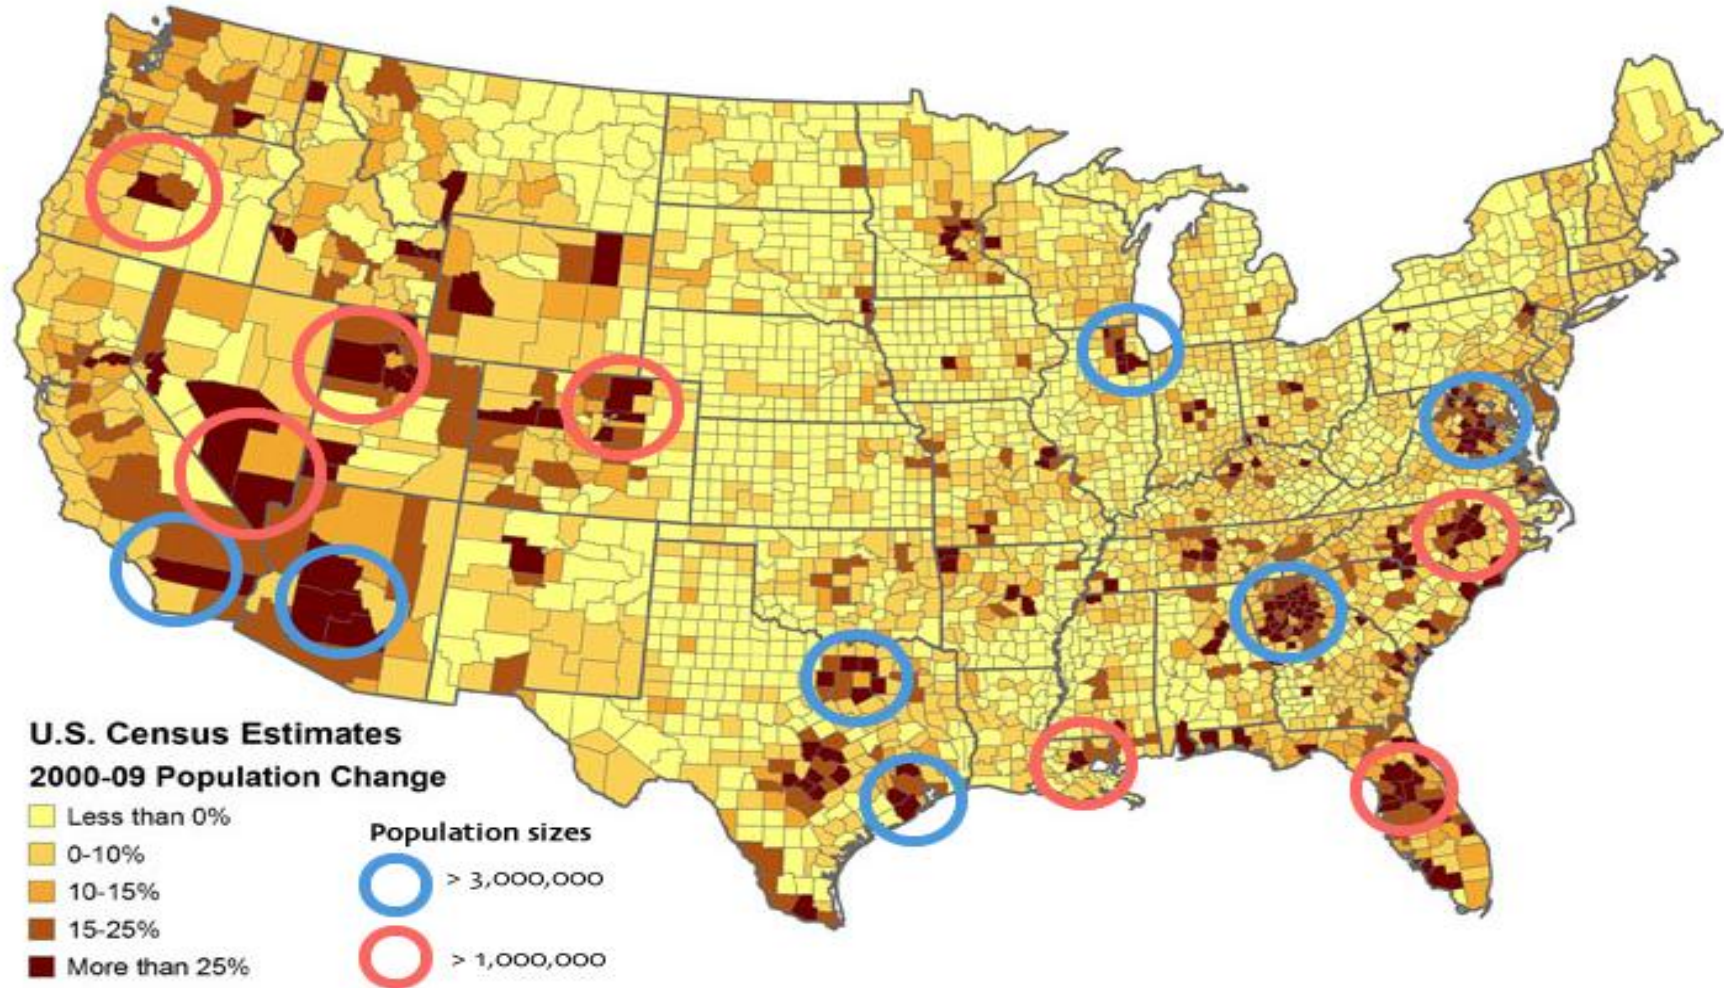 U.S. Census Estimates
2000-09 Population Change
Less than 0%
0-10%
10-15%
15-25%
More than 25%
Population sizes
> 3,000,000
> 1,000,000